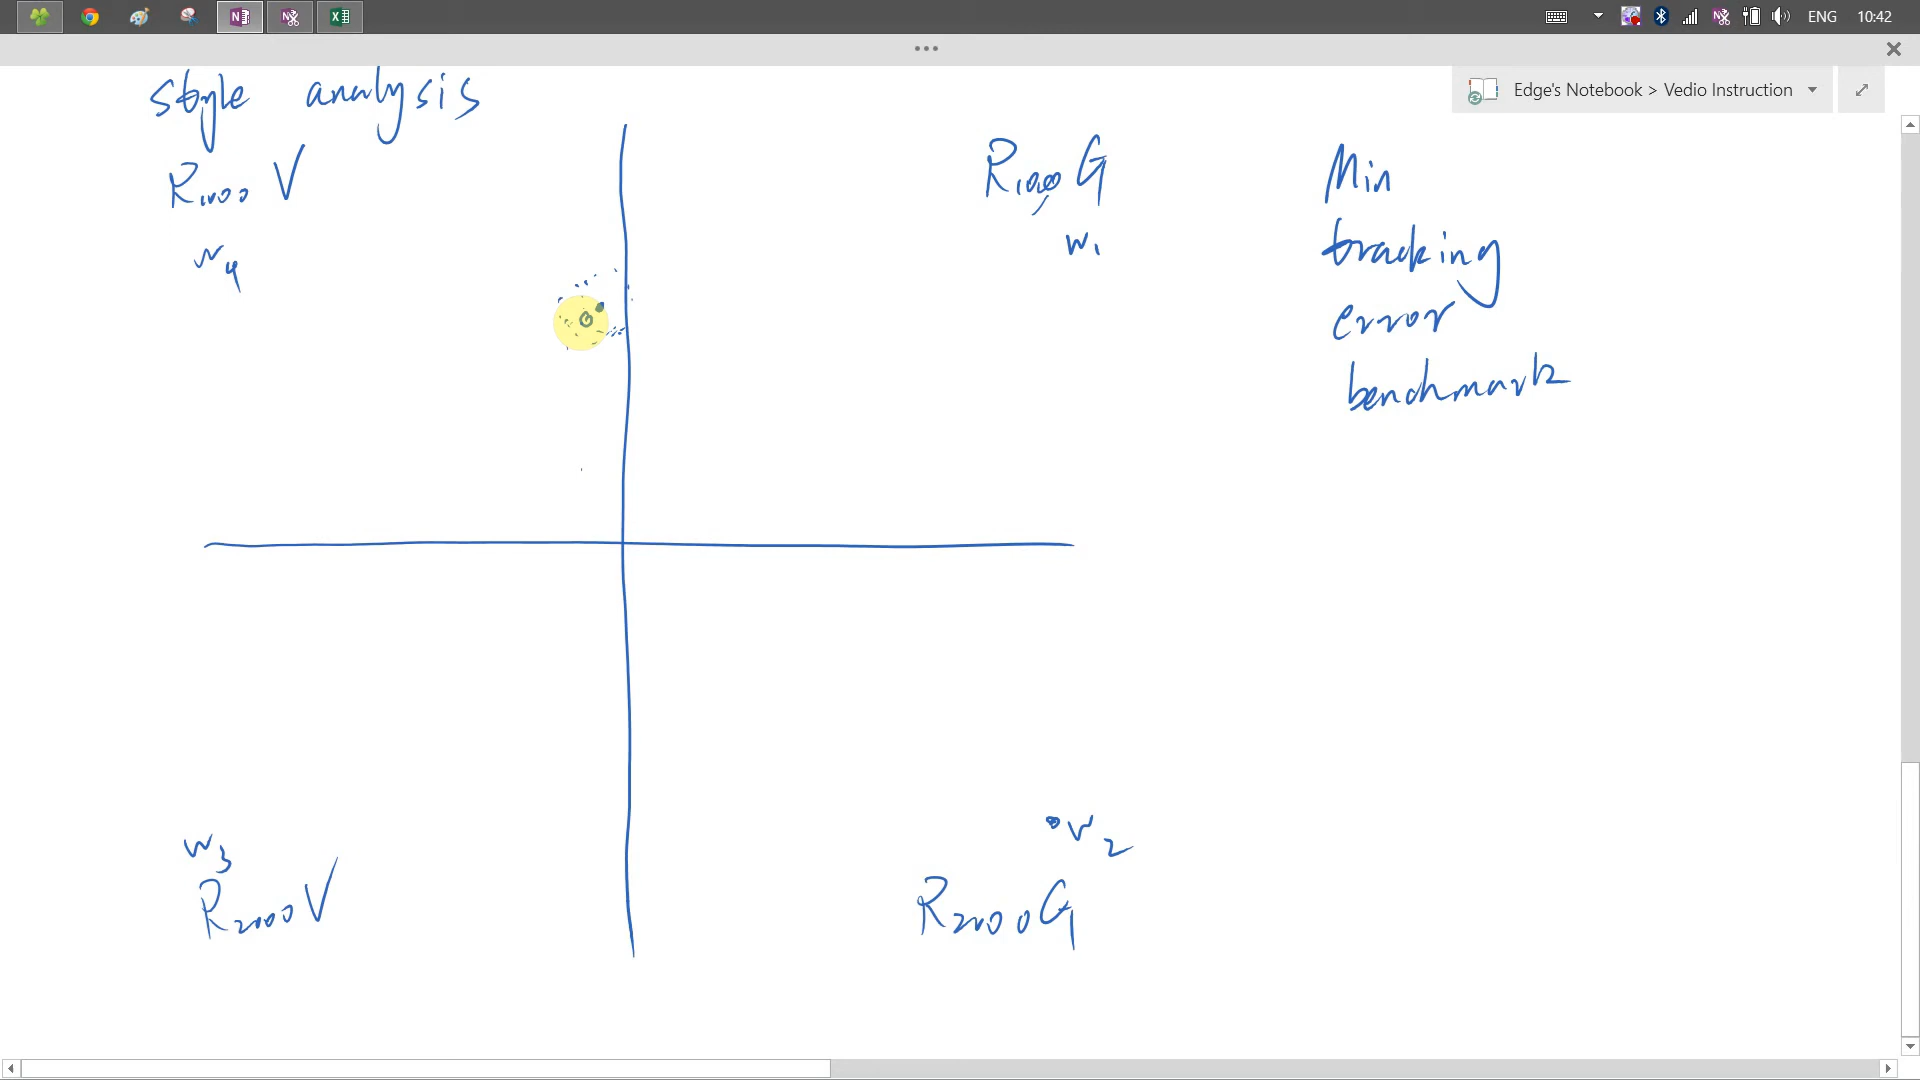 ENG 10:42
Edge's Notebook > Vedio Instruction
style analysis
R1000 V
W4
R1000 G
W1
Min
tracking
error
benchmark
W3
R2000 V
W2
R2000 G